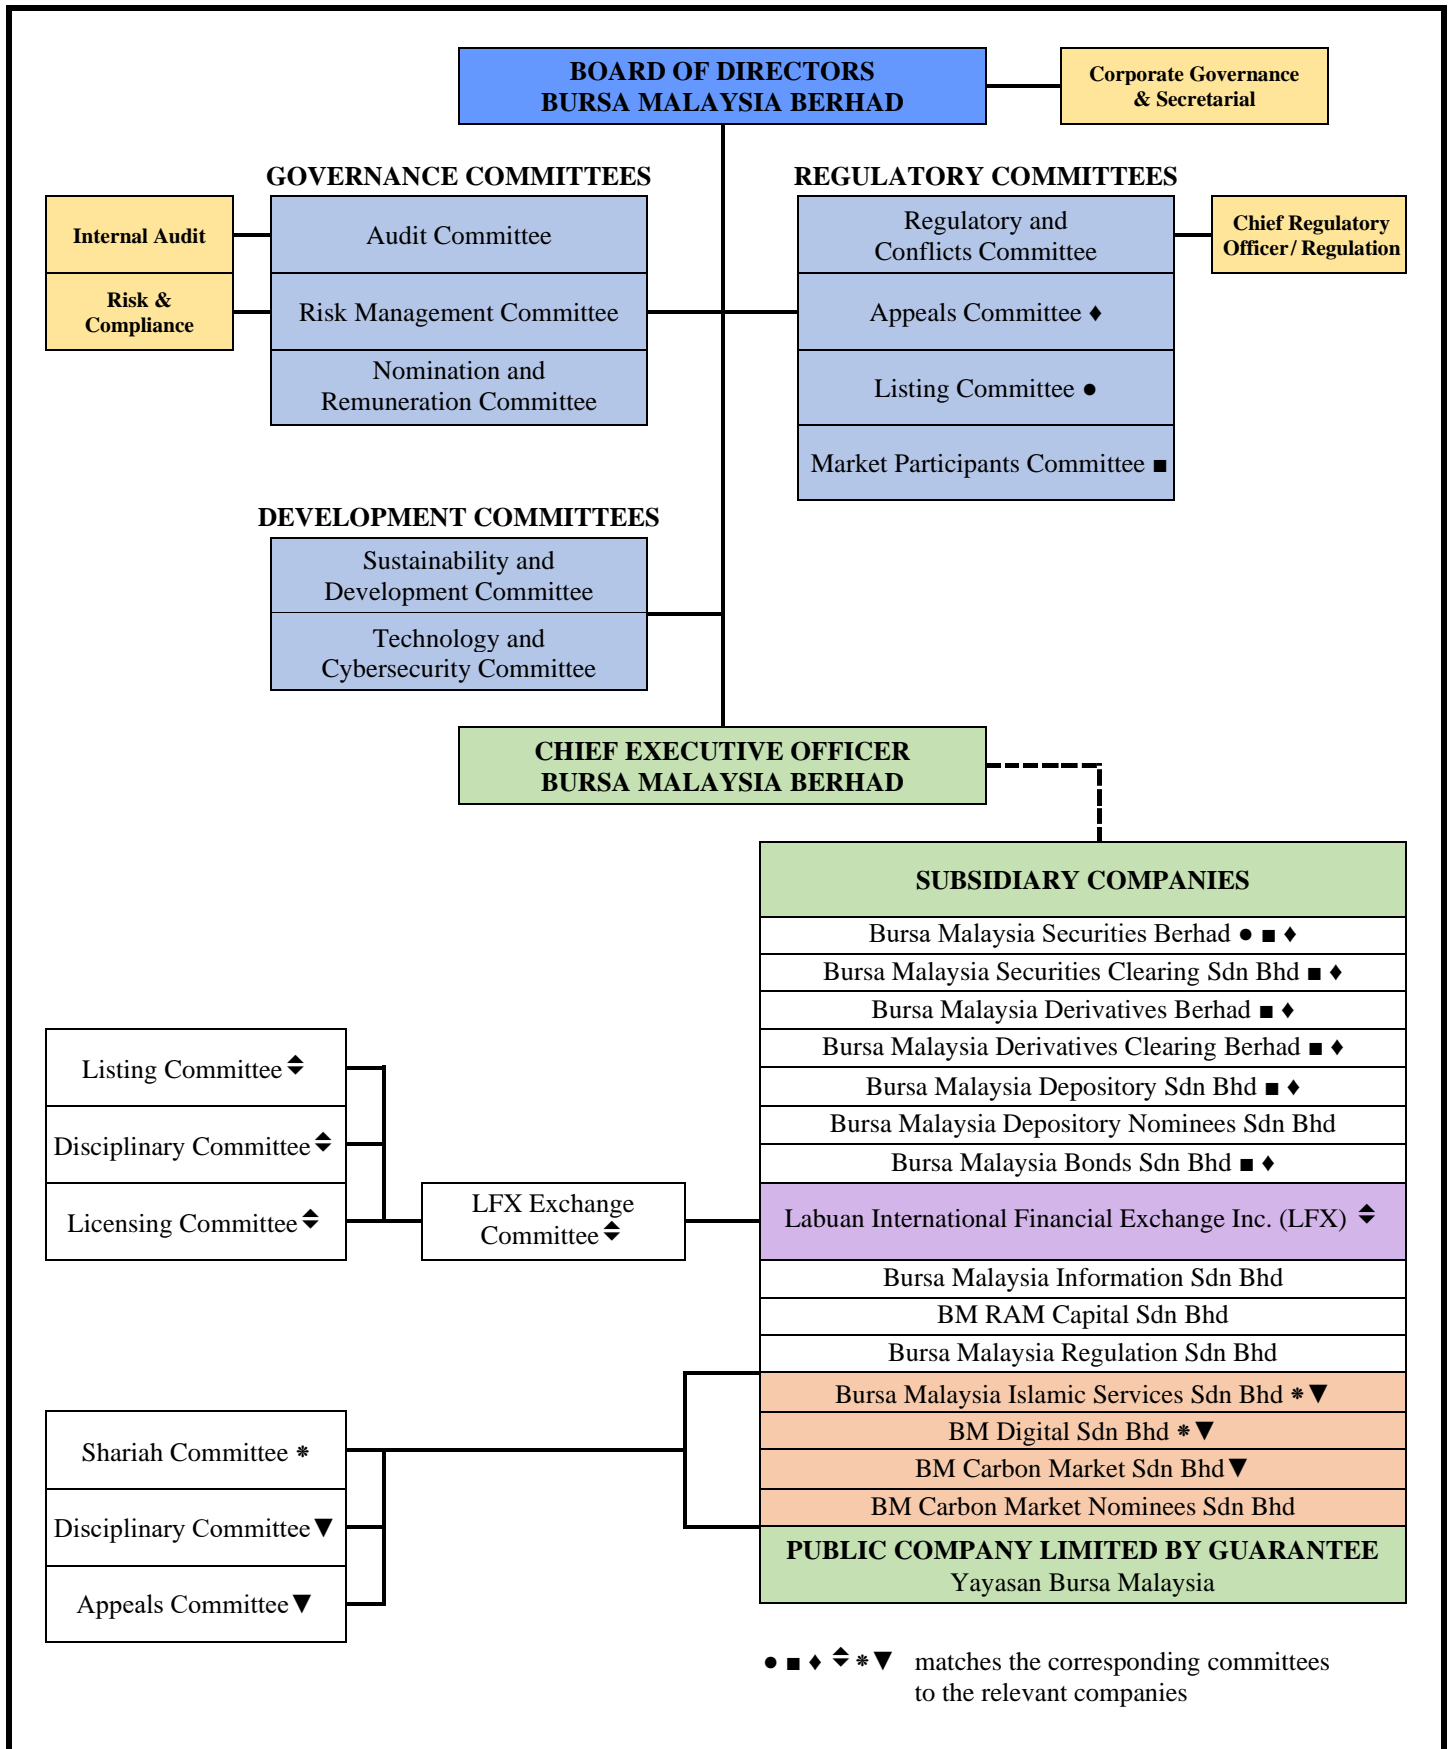 BOARD OF DIRECTORS
BURSA MALAYSIA BERHAD
Corporate Governance
& Secretarial
GOVERNANCE COMMITTEES
Internal Audit
Audit Committee
Risk &
Compliance
Risk Management Committee
Nomination and
Remuneration Committee
REGULATORY COMMITTEES
Regulatory and
Conflicts Committee
Chief Regulatory
Officer / Regulation
Appeals Committee ♦
Listing Committee ●
Market Participants Committee ■
DEVELOPMENT COMMITTEES
Sustainability and
Development Committee
Technology and
Cybersecurity Committee
CHIEF EXECUTIVE OFFICER
BURSA MALAYSIA BERHAD
SUBSIDIARY COMPANIES
Bursa Malaysia Securities Berhad ● ■ ♦
Bursa Malaysia Securities Clearing Sdn Bhd ■ ♦
Bursa Malaysia Derivatives Berhad ■ ♦
Bursa Malaysia Derivatives Clearing Berhad ■ ♦
Bursa Malaysia Depository Sdn Bhd ■ ♦
Bursa Malaysia Depository Nominees Sdn Bhd
Bursa Malaysia Bonds Sdn Bhd ■ ♦
Labuan International Financial Exchange Inc. (LFX) ⬘
Bursa Malaysia Information Sdn Bhd
BM RAM Capital Sdn Bhd
Bursa Malaysia Regulation Sdn Bhd
Bursa Malaysia Islamic Services Sdn Bhd ⁕ ▼
BM Digital Sdn Bhd ⁕ ▼
BM Carbon Market Sdn Bhd ▼
BM Carbon Market Nominees Sdn Bhd
PUBLIC COMPANY LIMITED BY GUARANTEE
Yayasan Bursa Malaysia
Listing Committee ⬘
Disciplinary Committee ⬘
Licensing Committee ⬘
LFX Exchange
Committee ⬘
Shariah Committee ⁕
Disciplinary Committee ▼
Appeals Committee ▼
● ■ ♦ ⬘ ⁕ ▼ matches the corresponding committees
to the relevant companies